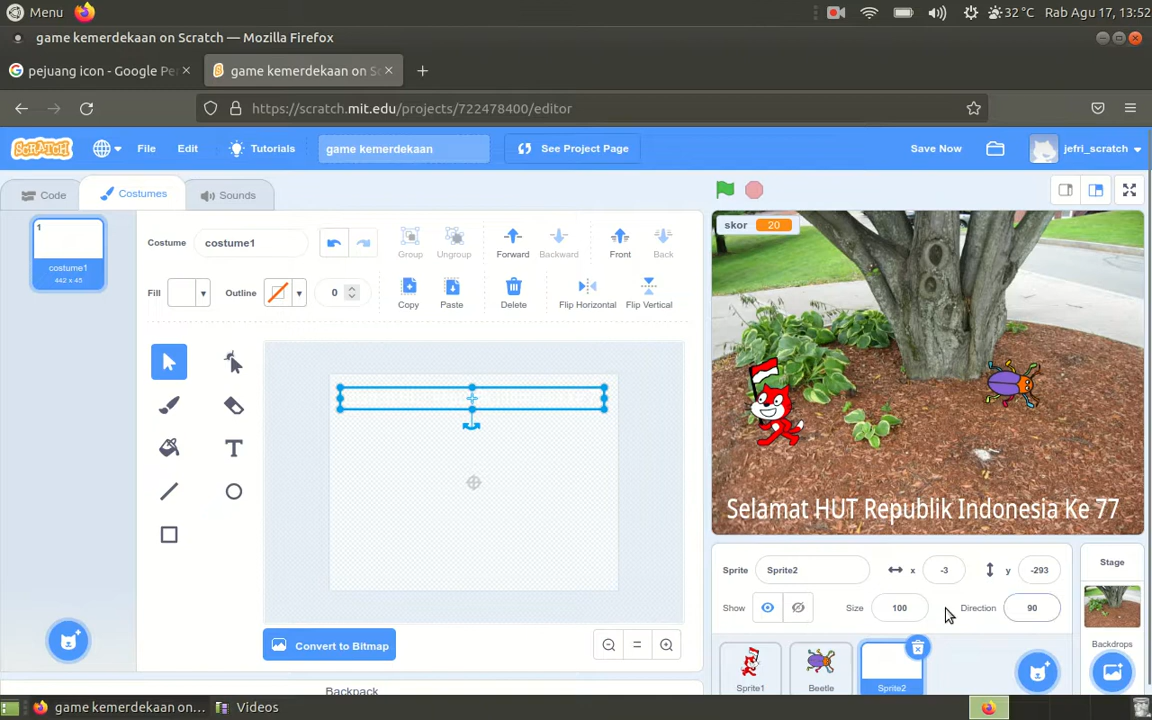 Menu
32 °C Rab Agu 17, 13:52
game kemerdekaan on Scratch — Mozilla Firefox
pejuang icon - Google Pe
game kemerdekaan on Sc
https://scratch.mit.edu/projects/722478400/editor
SCRATCH File Edit Tutorials game kemerdekaan See Project Page Save Now jefri_scratch
Code Costumes Sounds
1
costume1
442 x 45
Costume costume1 Group Ungroup Forward Backward Front Back
Fill Outline 0 Copy Paste Delete Flip Horizontal Flip Vertical
T
Convert to Bitmap
Backpack
skor 20
Selamat HUT Republik Indonesia Ke 77
Sprite Sprite2 x -3 y -293
Show Size 100 Direction 90
Stage
Backdrops
Sprite1 Beetle Sprite2
game kemerdekaan on... Videos